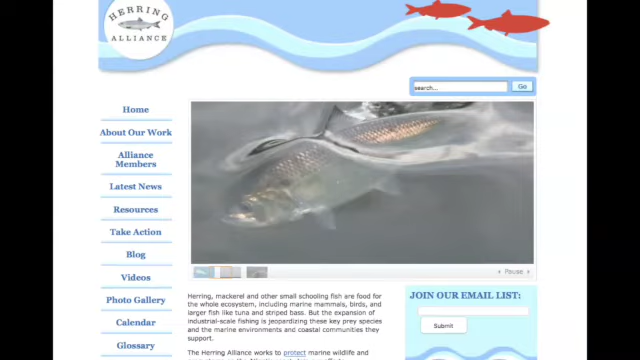 HERRING
ALLIANCE
search...
Go
Home
About Our Work
Alliance
Members
Latest News
Resources
Take Action
Blog
Videos
Photo Gallery
Calendar
Glossary
Pause
Herring, mackerel and other small schooling fish are food for
the whole ecosystem, including marine mammals, birds, and
larger fish like tuna and striped bass. But the expansion of
industrial-scale fishing is jeopardizing these key prey species
and the marine environments and coastal communities they
support.
The Herring Alliance works to protect marine wildlife and
JOIN OUR EMAIL LIST:
Submit